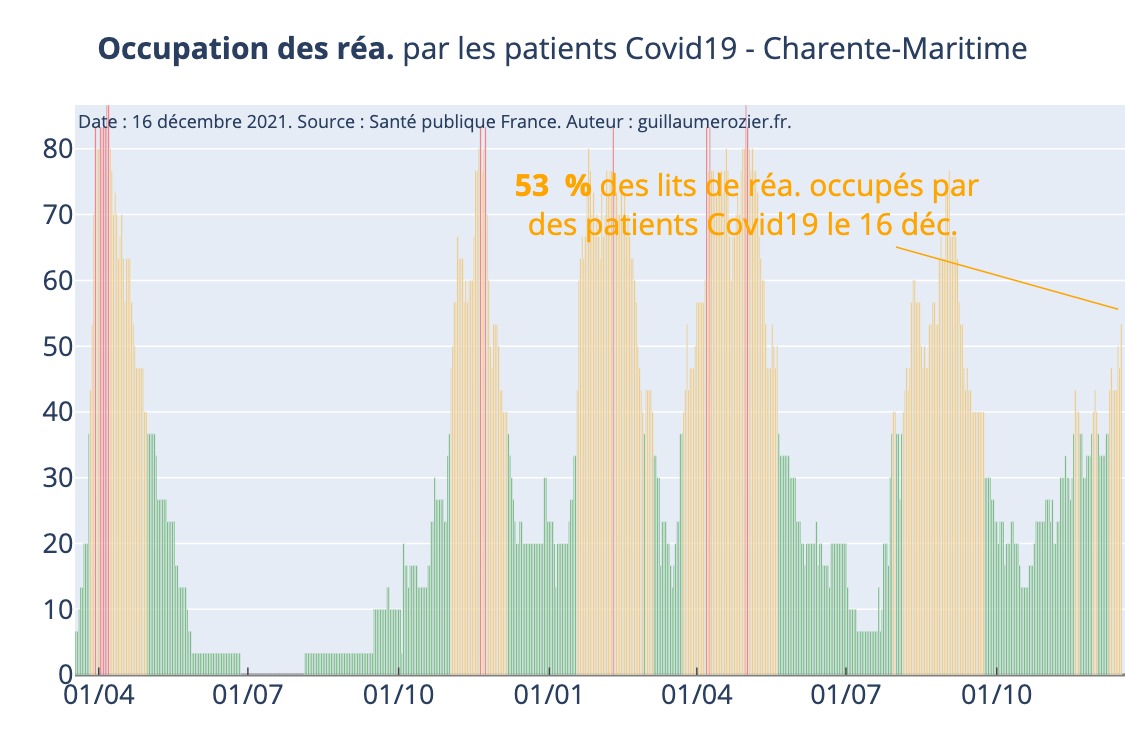 Occupation des réa. par les patients Covid19 - Charente-Maritime
Date : 16 décembre 2021. Source : Santé publique France. Auteur : guillaumerozier.fr.
53 % des lits de réa. occupés par
des patients Covid19 le 16 déc.
80
70
60
50
40
30
20
10
0
01/04 01/07 01/10 01/01 01/04 01/07 01/10